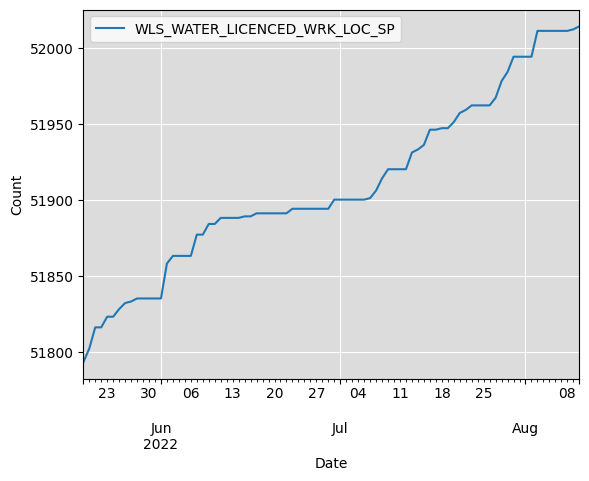 WLS_WATER_LICENCED_WRK_LOC_SP
52000
51950
51900
51850
51800
Count
23 30 06 13 20 27 04 11 18 25 08
Jun Jul Aug
2022
Date